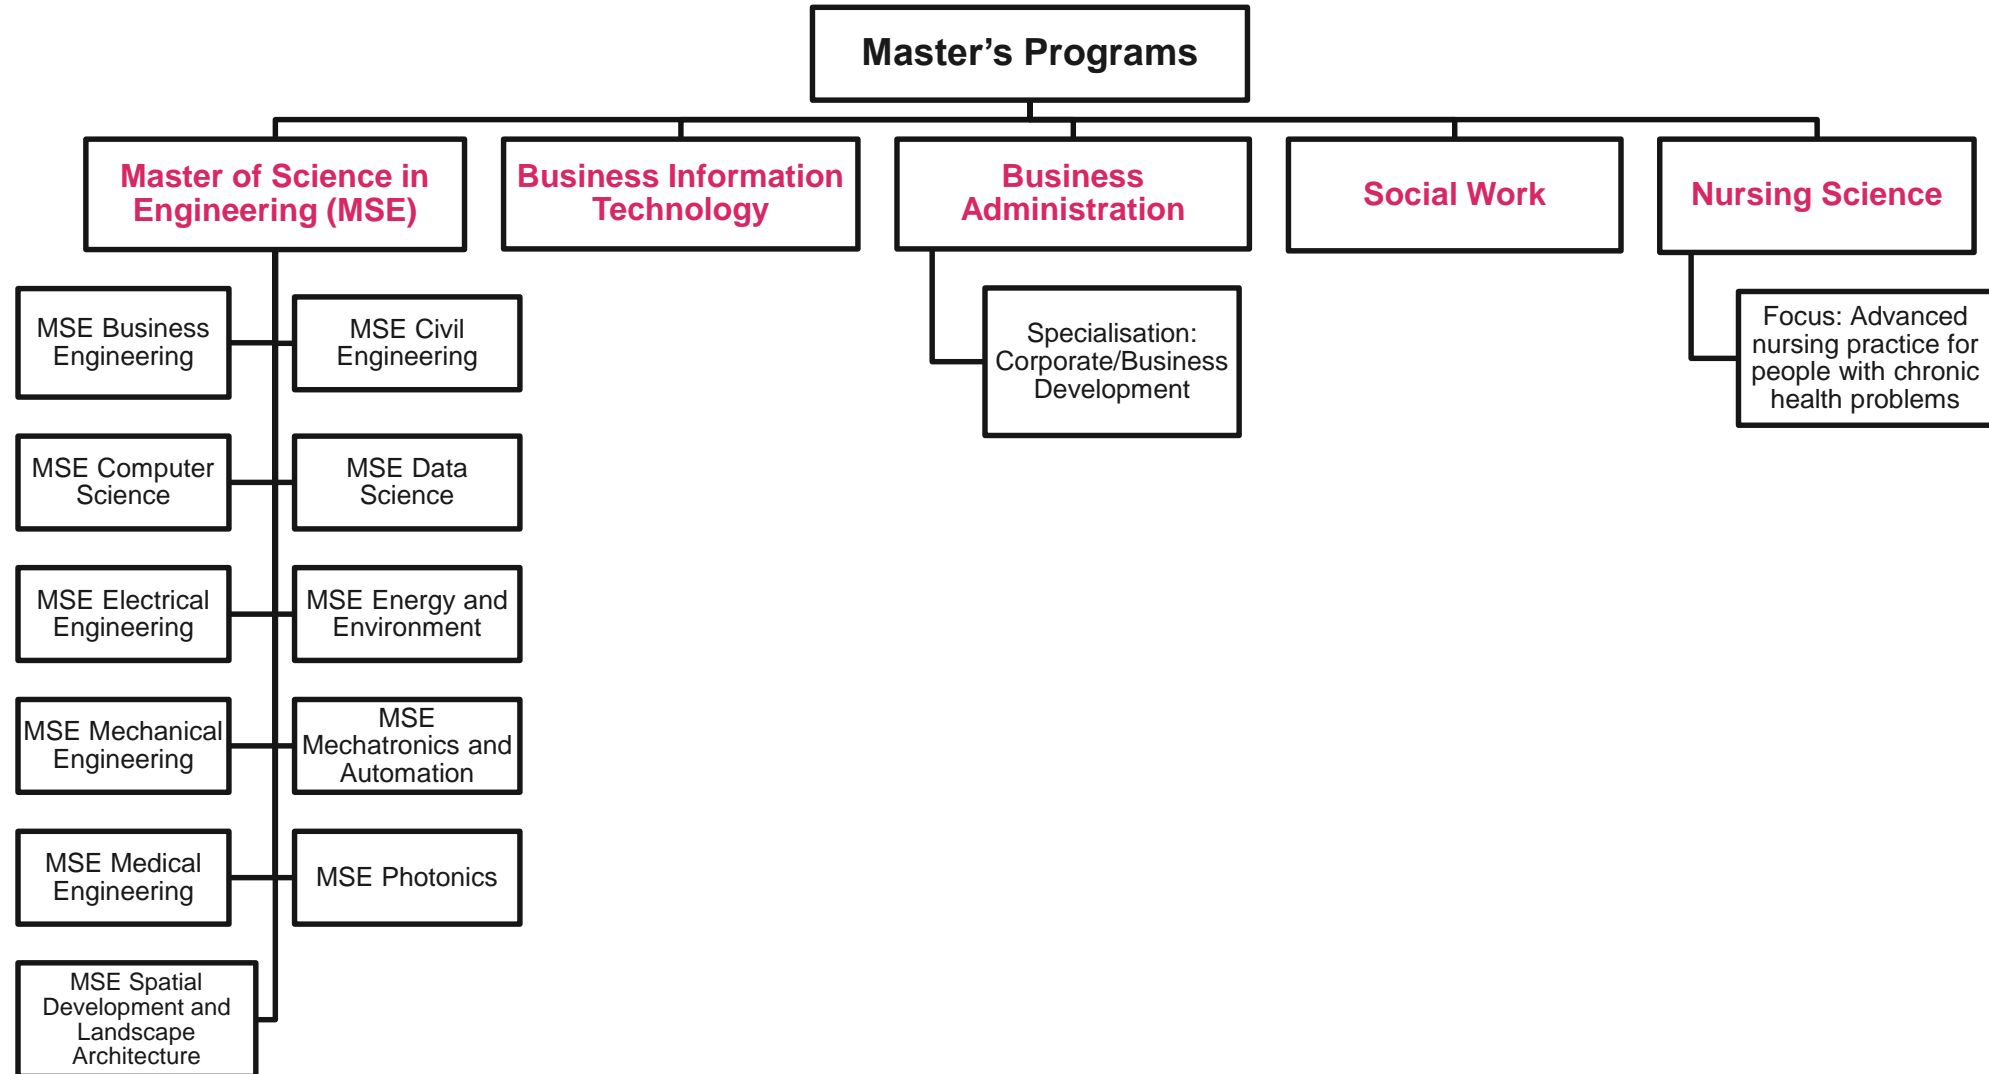 Master’s Programs
Master of Science in
Engineering (MSE)
Business Information
Technology
Business
Administration
Social Work
Nursing Science
MSE Business
Engineering
MSE Civil
Engineering
Specialisation:
Corporate/Business
Development
Focus: Advanced
nursing practice for
people with chronic
health problems
MSE Computer
Science
MSE Data
Science
MSE Electrical
Engineering
MSE Energy and
Environment
MSE Mechanical
Engineering
MSE
Mechatronics and
Automation
MSE Medical
Engineering
MSE Photonics
MSE Spatial
Development and
Landscape
Architecture